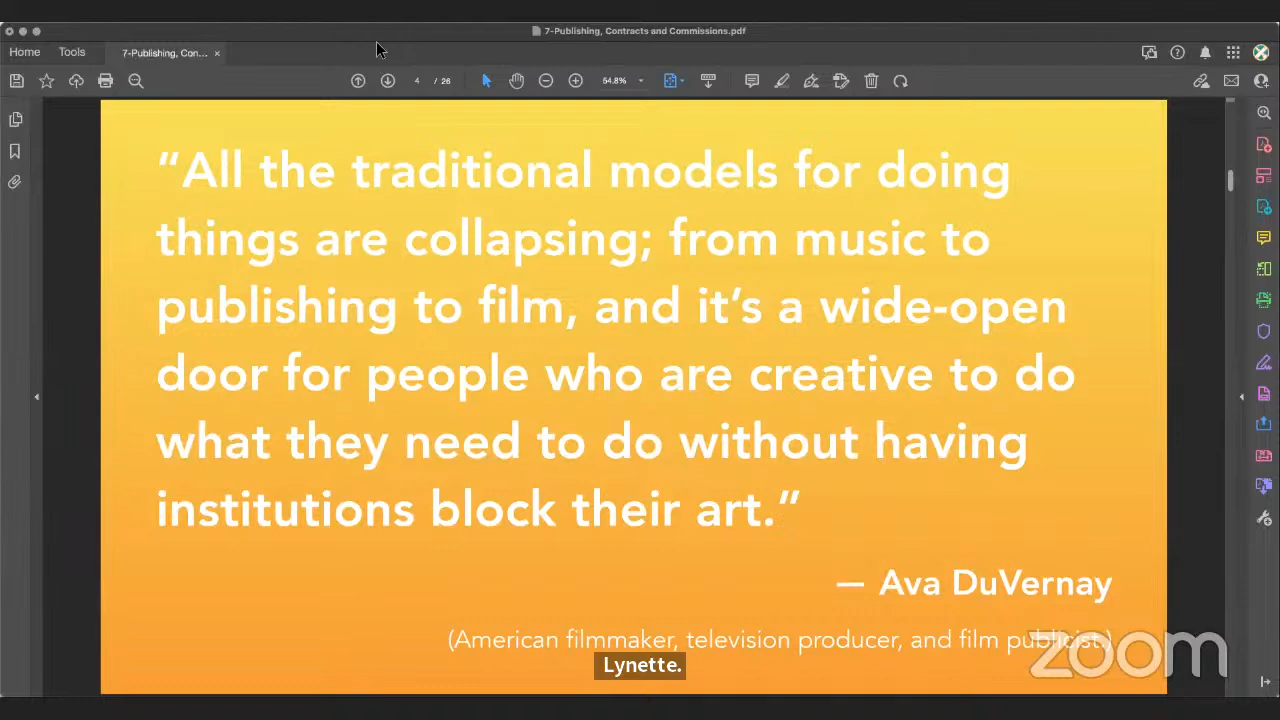 7-Publishing, Contracts and Commissions.pdf
Home
Tools
7-Publishing, Con... ×
4 / 26
54.8%
“All the traditional models for doing
things are collapsing; from music to
publishing to film, and it’s a wide-open
door for people who are creative to do
what they need to do without having
institutions block their art.”
— Ava DuVernay
(American filmmaker, television producer, and film publicist.)
Lynette.
zoom